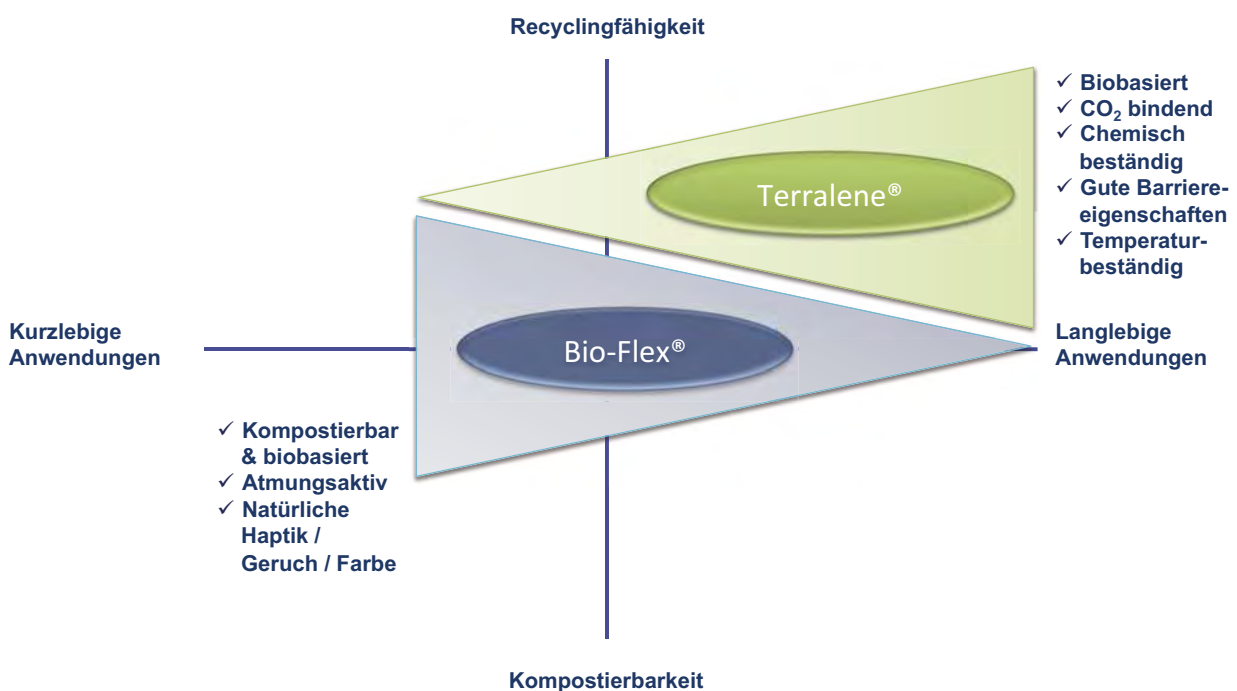 Recyclingfähigkeit
✓ Biobasiert
✓ CO₂ bindend
✓ Chemisch
beständig
✓ Gute Barriere-
eigenschaften
✓ Temperatur-
beständig
Terralene®
Kurzlebige
Anwendungen
Bio-Flex®
Langlebige
Anwendungen
✓ Kompostierbar
& biobasiert
✓ Atmungsaktiv
✓ Natürliche
Haptik /
Geruch / Farbe
Kompostierbarkeit